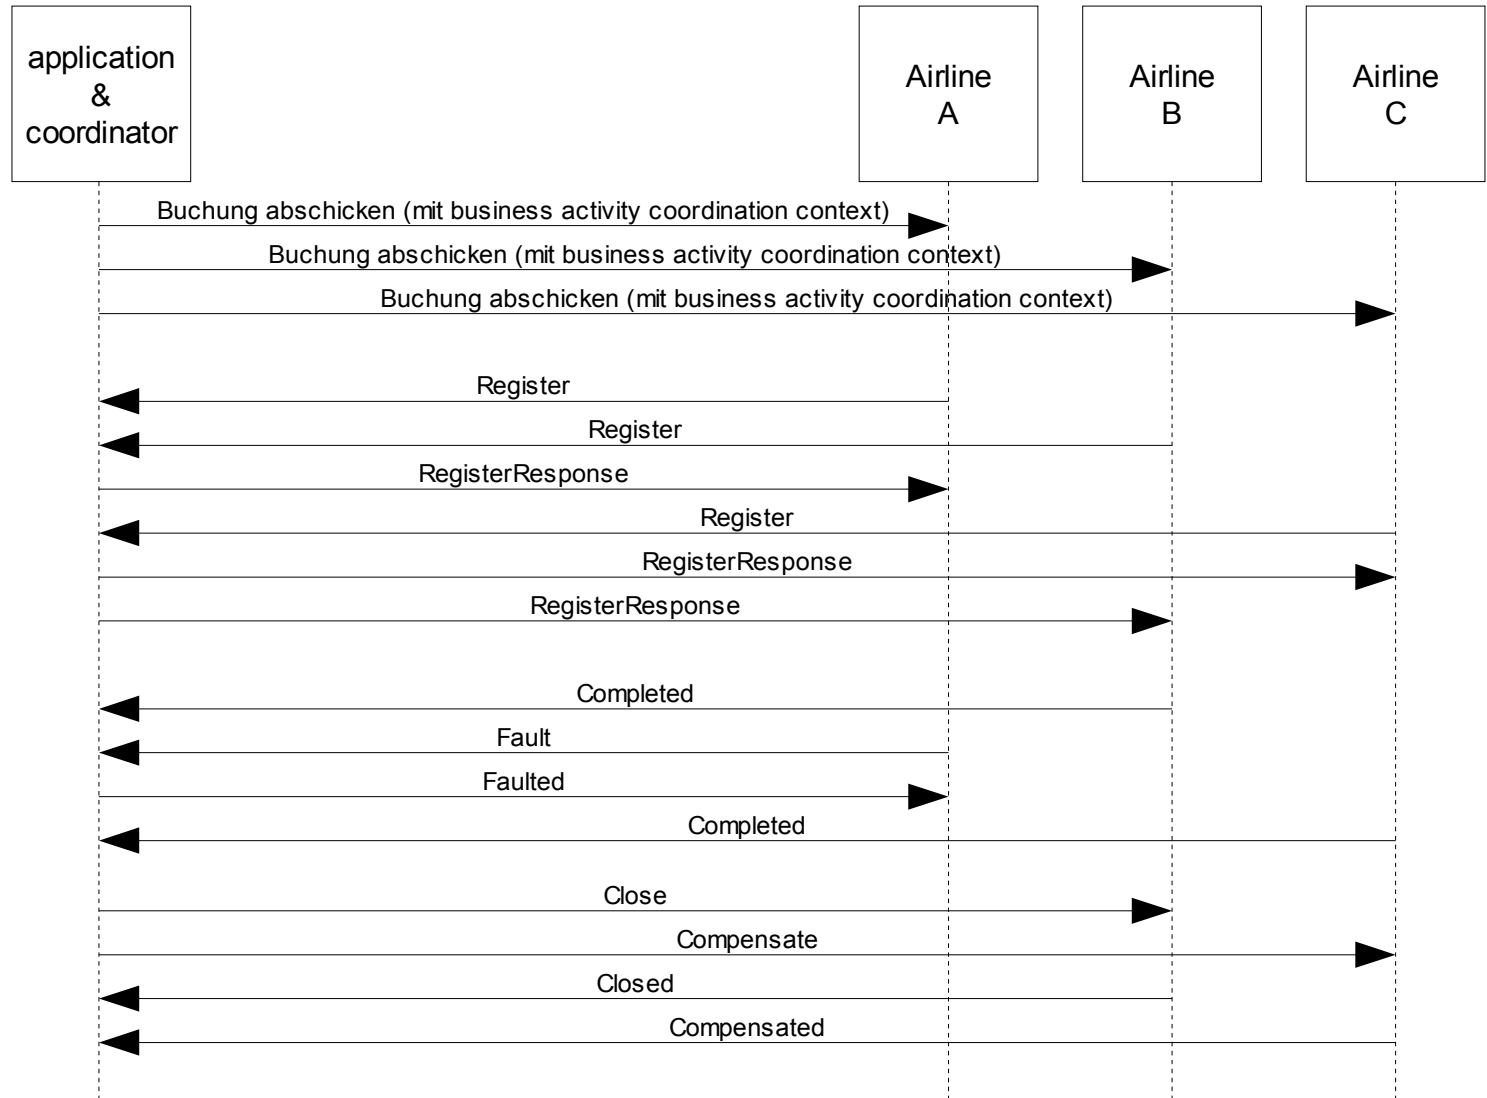 application
&
coordinator
Airline
A
Airline
B
Airline
C
Buchung abschicken (mit business activity coordination context)
Buchung abschicken (mit business activity coordination context)
Buchung abschicken (mit business activity coordination context)
Register
Register
RegisterResponse
Register
RegisterResponse
RegisterResponse
Completed
Fault
Faulted
Completed
Close
Compensate
Closed
Compensated